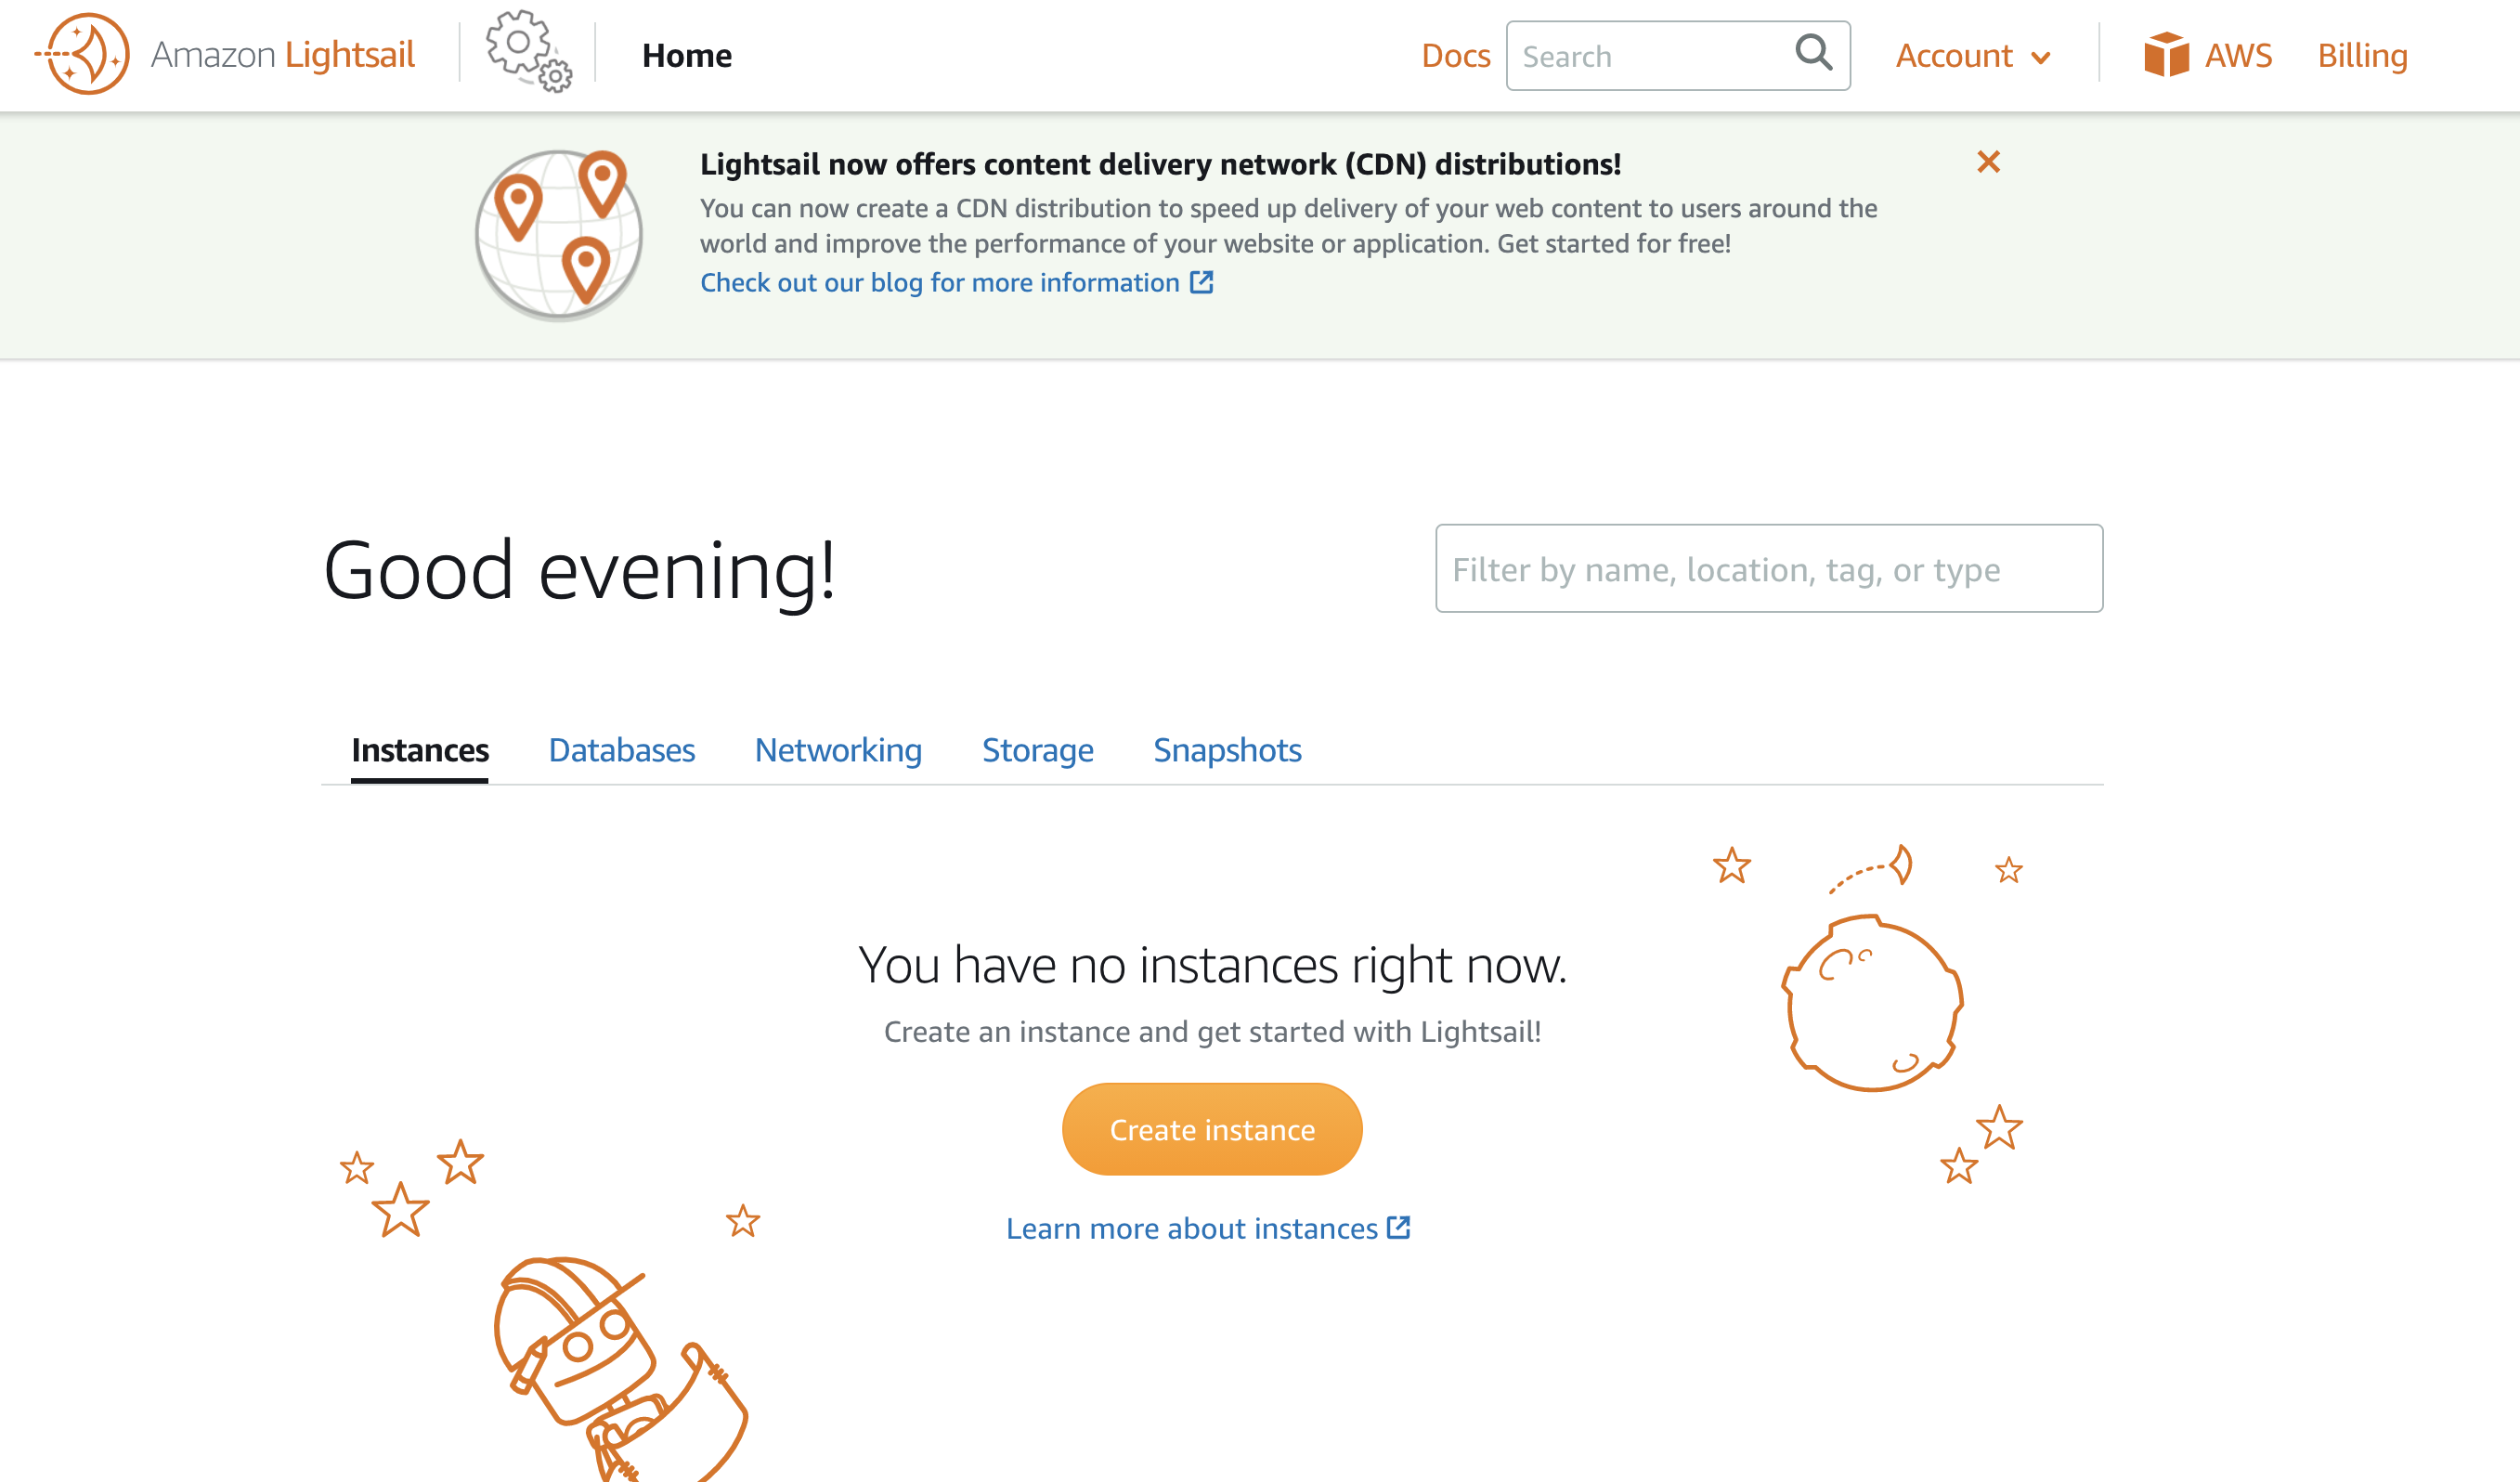 Amazon Lightsail
Home
Docs
Search
Account
AWS
Billing
Lightsail now offers content delivery network (CDN) distributions!
You can now create a CDN distribution to speed up delivery of your web content to users around the
world and improve the performance of your website or application. Get started for free!
Check out our blog for more information
Good evening!
Filter by name, location, tag, or type
Instances
Databases
Networking
Storage
Snapshots
You have no instances right now.
Create an instance and get started with Lightsail!
Create instance
Learn more about instances